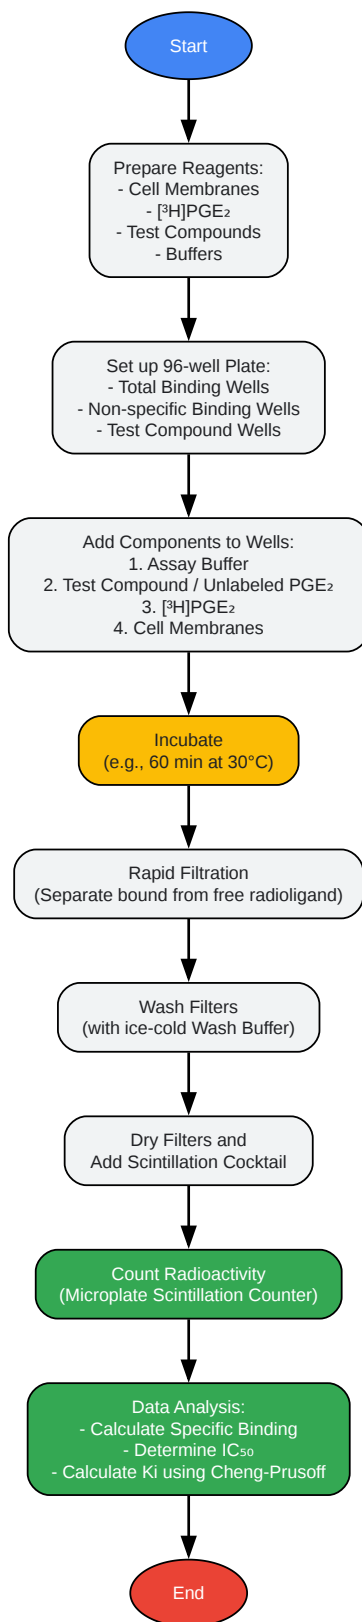 Start
Prepare Reagents:
- Cell Membranes
- [³H]PGE₂
- Test Compounds
- Buffers
Set up 96-well Plate:
- Total Binding Wells
- Non-specific Binding Wells
- Test Compound Wells
Add Components to Wells:
1. Assay Buffer
2. Test Compound / Unlabeled PGE₂
3. [³H]PGE₂
4. Cell Membranes
Incubate
(e.g., 60 min at 30°C)
Rapid Filtration
(Separate bound from free radioligand)
Wash Filters
(with ice-cold Wash Buffer)
Dry Filters and
Add Scintillation Cocktail
Count Radioactivity
(Microplate Scintillation Counter)
Data Analysis:
- Calculate Specific Binding
- Determine IC₅₀
- Calculate Ki using Cheng-Prusoff
End